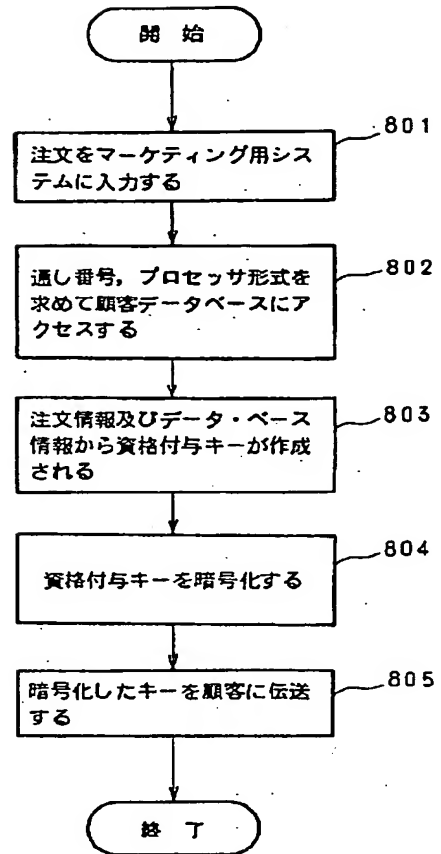 開 始
801
注文をマーケティング用シス
テムに入力する
802
通し番号,プロセッサ形式を
求めて顧客データベースにア
クセスする
803
注文情報及びデータ・ベース
情報から資格付与キーが作成
される
804
資格付与キーを暗号化する
805
暗号化したキーを顧客に伝送
する
終 了